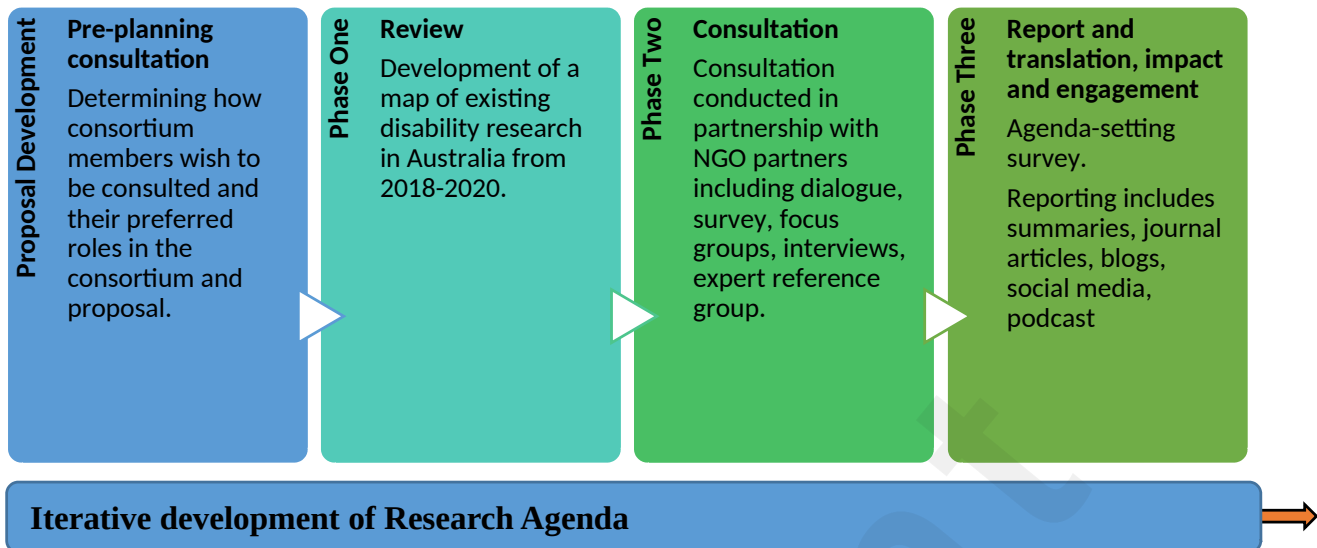 Proposal Development
Pre-planning
consultation
Determining how
consortium
members wish to
be consulted and
their preferred
roles in the
consortium and
proposal.
Phase One
Review
Development of a
map of existing
disability research
in Australia from
2018-2020.
Phase Two
Consultation
Consultation
conducted in
partnership with
NGO partners
including dialogue,
survey, focus
groups, interviews,
expert reference
group.
Phase Three
Report and
translation, impact
and engagement
Agenda-setting
survey.
Reporting includes
summaries, journal
articles, blogs,
social media,
podcast
Iterative development of Research Agenda